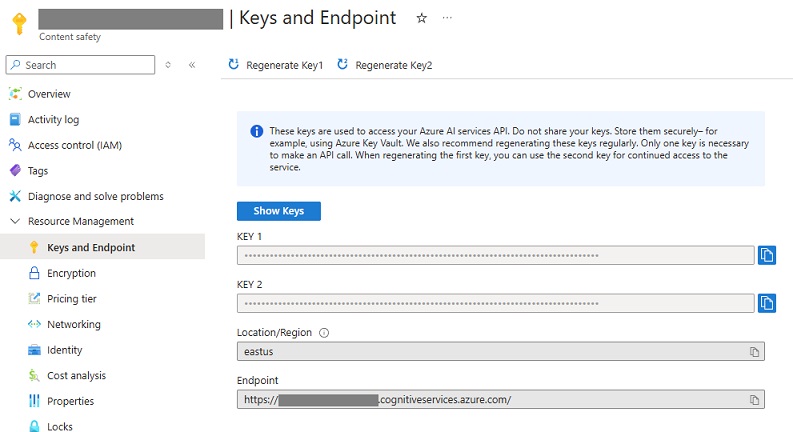 | Keys and Endpoint
Content safety
Search
Regenerate Key1
Regenerate Key2
Overview
Activity log
Access control (IAM)
Tags
Diagnose and solve problems
Resource Management
Keys and Endpoint
Encryption
Pricing tier
Networking
Identity
Cost analysis
Properties
Locks
These keys are used to access your Azure AI services API. Do not share your keys. Store them securely– for
example, using Azure Key Vault. We also recommend regenerating these keys regularly. Only one key is necessary
to make an API call. When regenerating the first key, you can use the second key for continued access to the
service.
Show Keys
KEY 1
KEY 2
Location/Region
eastus
Endpoint
https:// .cognitiveservices.azure.com/